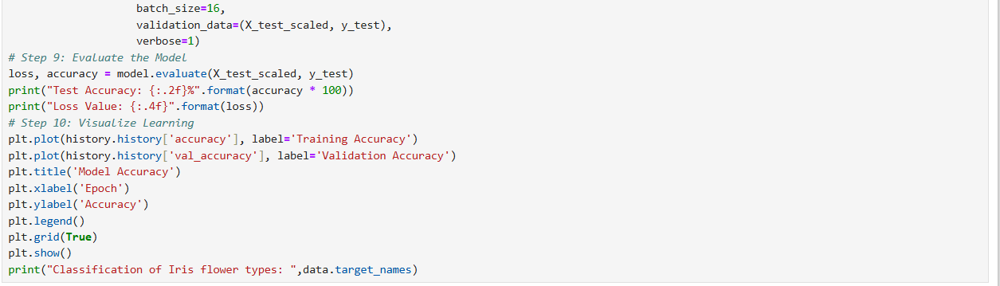 batch_size=16,
validation_data=(X_test_scaled, y_test),
verbose=1)
# Step 9: Evaluate the Model
loss, accuracy = model.evaluate(X_test_scaled, y_test)
print("Test Accuracy: {:.2f}%".format(accuracy * 100))
print("Loss Value: {:.4f}".format(loss))
# Step 10: Visualize Learning
plt.plot(history.history['accuracy'], label='Training Accuracy')
plt.plot(history.history['val_accuracy'], label='Validation Accuracy')
plt.title('Model Accuracy')
plt.xlabel('Epoch')
plt.ylabel('Accuracy')
plt.legend()
plt.grid(True)
plt.show()
print("Classification of Iris flower types: ",data.target_names)